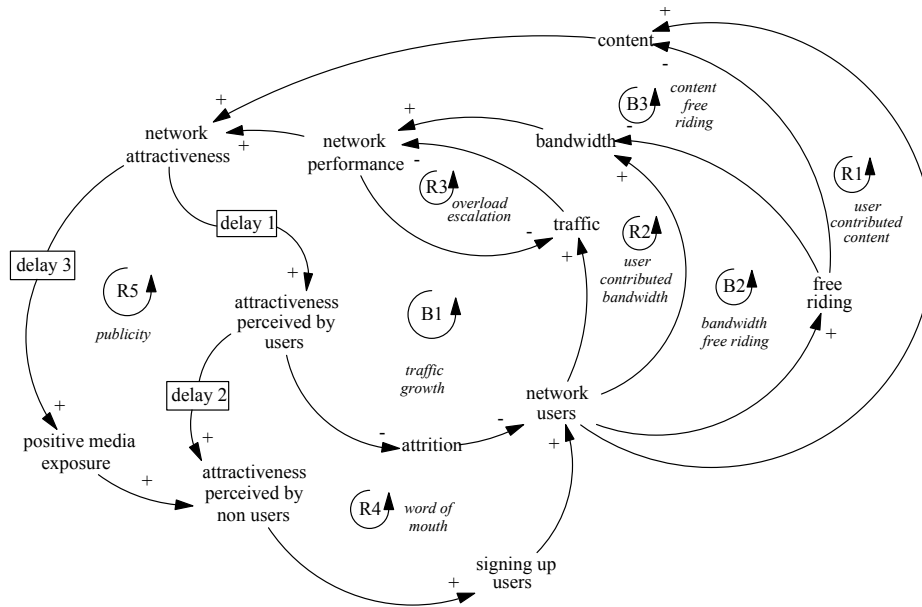 content
+
-
B3
content
free
riding
+
+
network
attractiveness
+
network
performance
-
bandwidth
-
+
R3
overload
escalation
-
traffic
+
R2
user
contributed
bandwidth
R1
user
contributed
content
delay 1
delay 3
R5
publicity
+
attractiveness
perceived by
users
B1
traffic
growth
B2
bandwidth
free riding
free
riding
+
delay 2
network
users
+
-
-
attrition
+
+
positive media
exposure
+
attractiveness
perceived by
non users
R4
word of
mouth
signing up
users
+